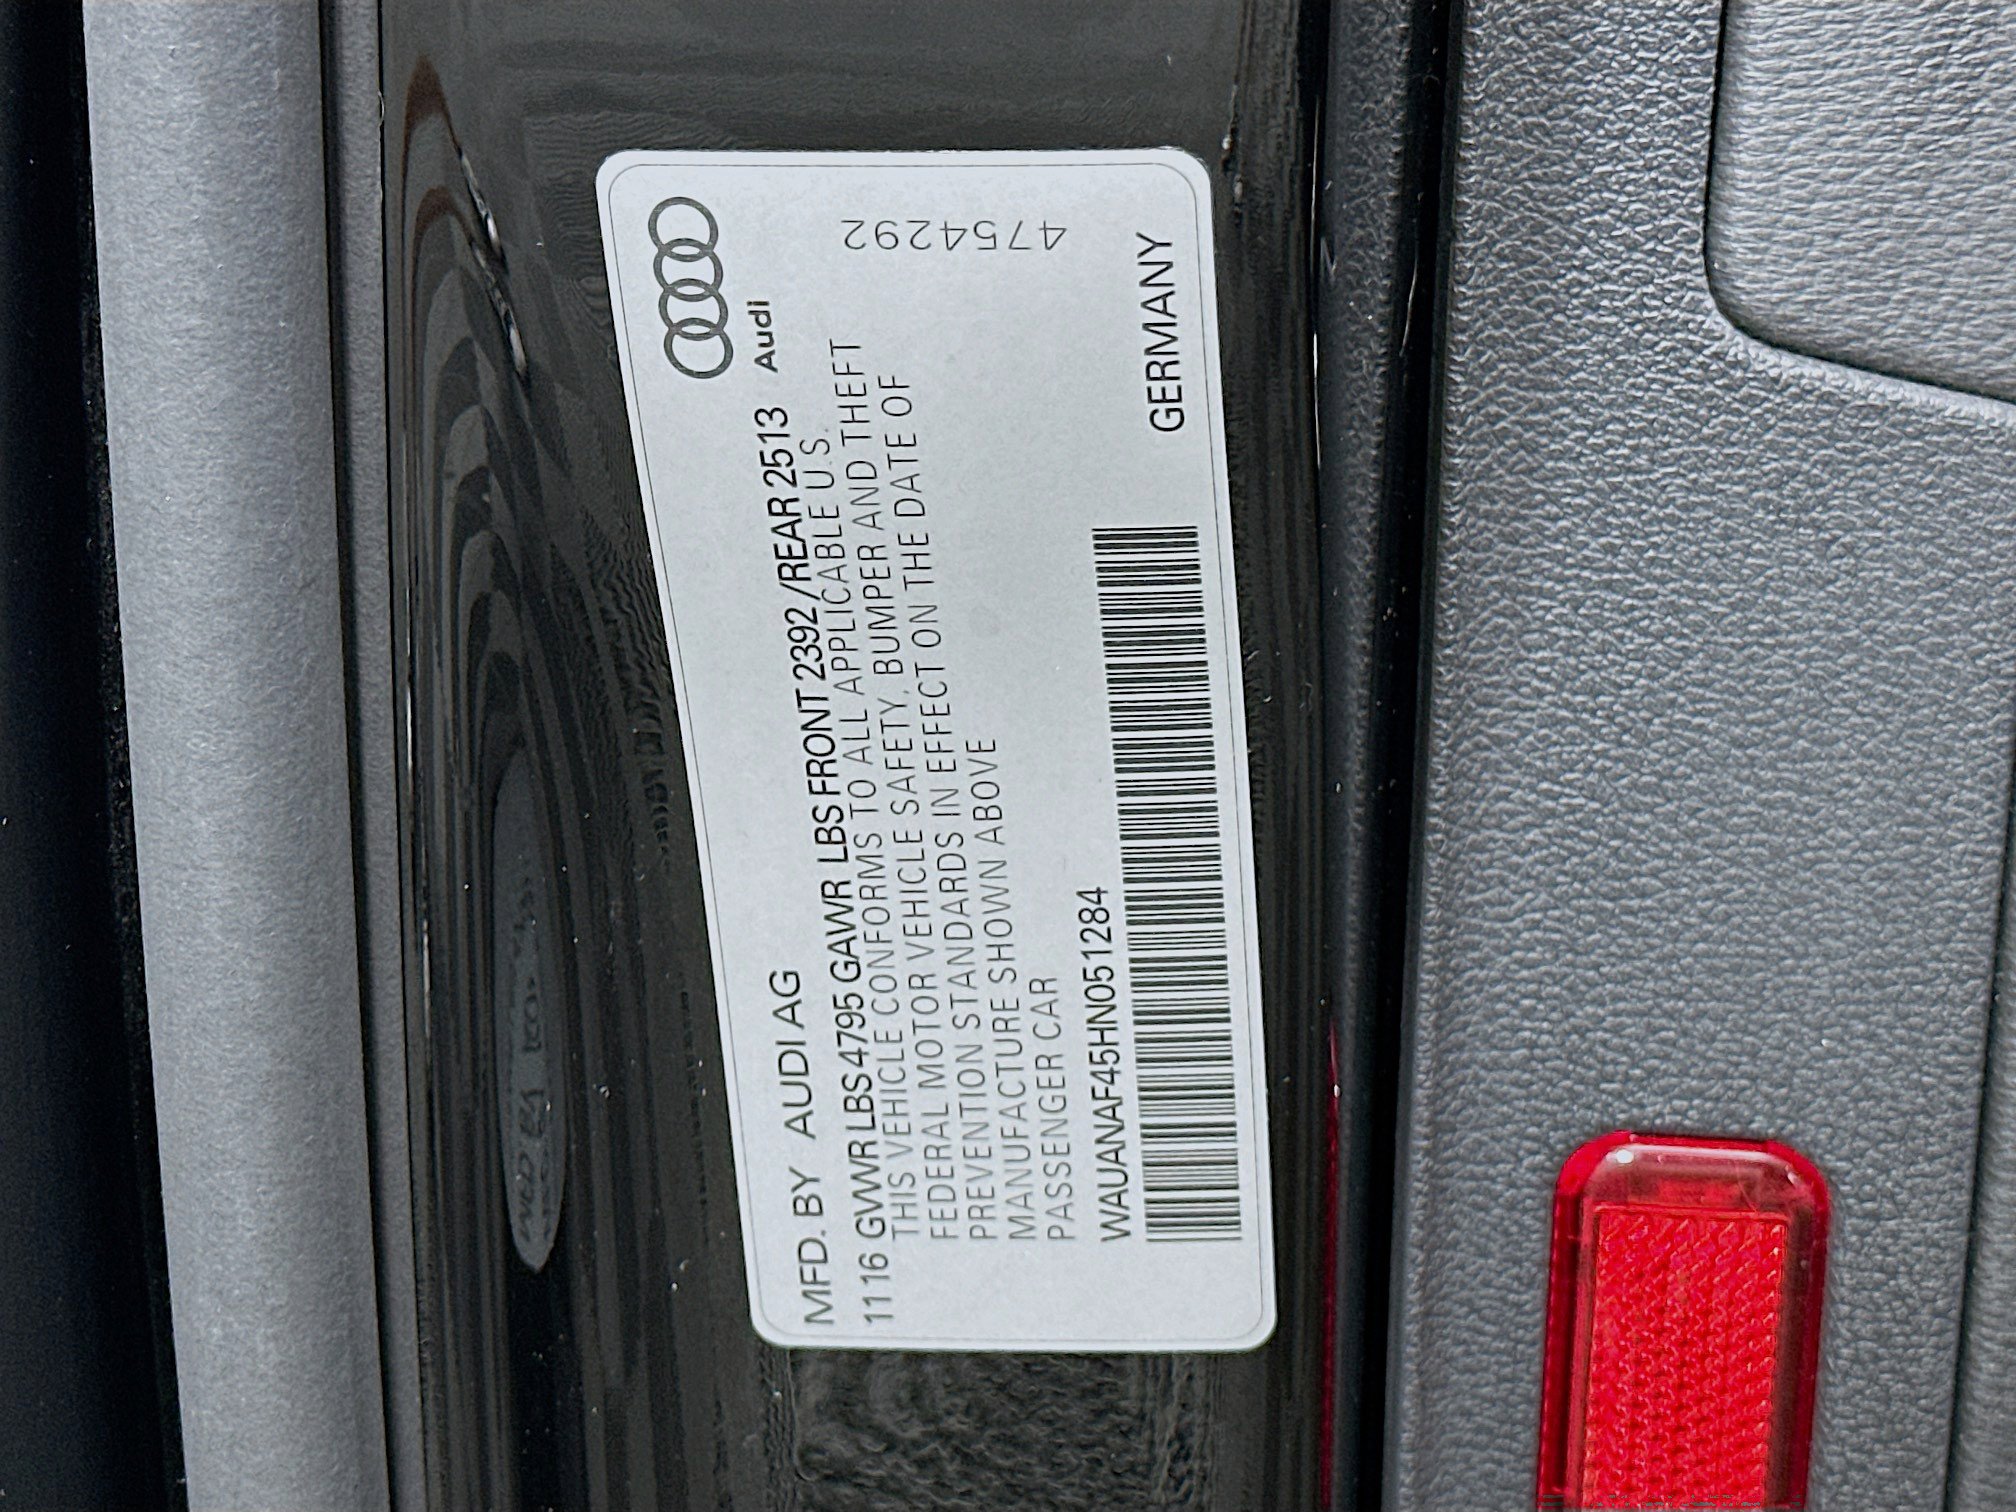 Audi
MFD. BY AUDI AG
11 16 GVWR LBS 4795 GAWR LBS FRONT 2392 /REAR 2513
THIS VEHICLE CONFORMS TO ALL APPLICABLE U.S.
FEDERAL MOTOR VEHICLE SAFETY, BUMPER AND THEFT
PREVENTION STANDARDS IN EFFECT ON THE DATE OF
MANUFACTURE SHOWN ABOVE
PASSENGER CAR
4754292
WAUANAF45HN051284
GERMANY